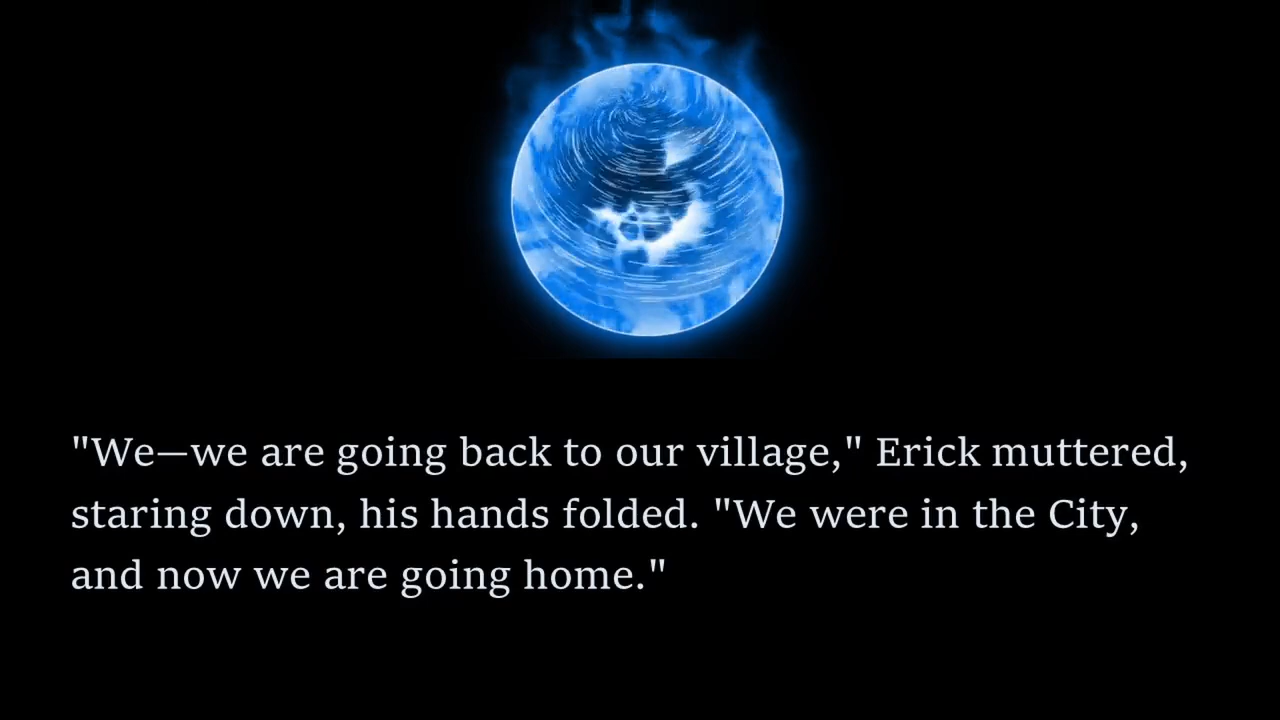 "We—we are going back to our village," Erick muttered,
staring down, his hands folded. "We were in the City,
and now we are going home."